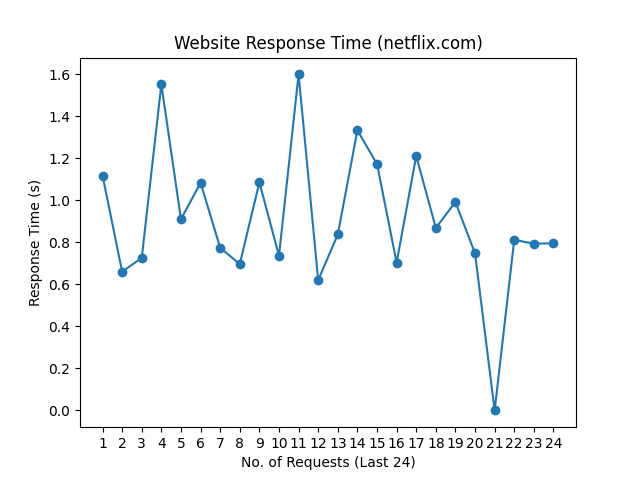 Website Response Time (netflix.com)
1.6
1.4
1.2
1.0
0.8
0.6
0.4
0.2
0.0
Response Time (s)
1 2 3 4 5 6 7 8 9 10 11 12 13 14 15 16 17 18 19 20 21 22 23 24
No. of Requests (Last 24)